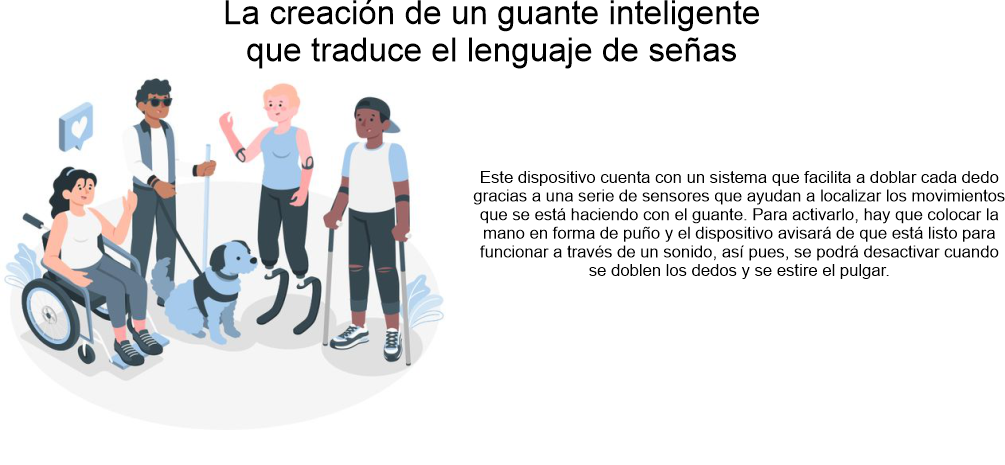 La creación de un guante inteligente
que traduce el lenguaje de señas
Este dispositivo cuenta con un sistema que facilita a doblar cada dedo
gracias a una serie de sensores que ayudan a localizar los movimientos
que se está haciendo con el guante. Para activarlo, hay que colocar la
mano en forma de puño y el dispositivo avisará de que está listo para
funcionar a través de un sonido, así pues, se podrá desactivar cuando
se doblen los dedos y se estire el pulgar.